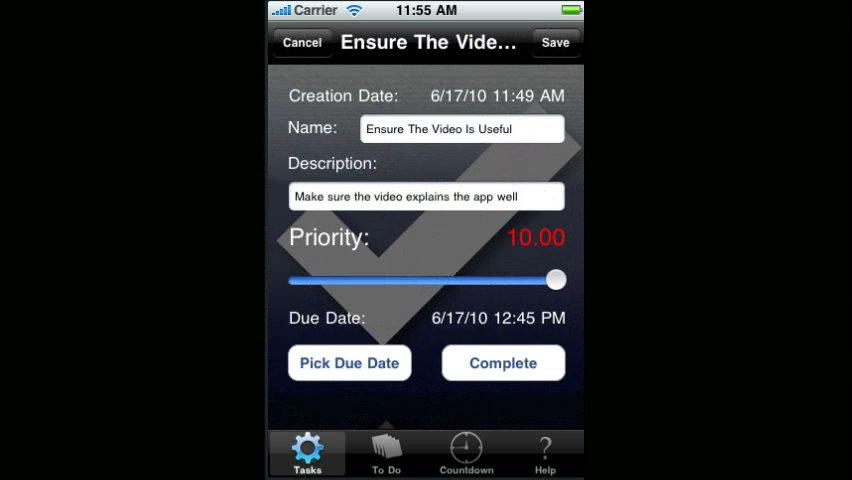 Carrier 11:55 AM
Cancel Ensure The Vide... Save
Creation Date: 6/17/10 11:49 AM
Name: Ensure The Video Is Useful
Description:
Make sure the video explains the app well
Priority: 10.00
Due Date: 6/17/10 12:45 PM
Pick Due Date Complete
Tasks To Do Countdown Help